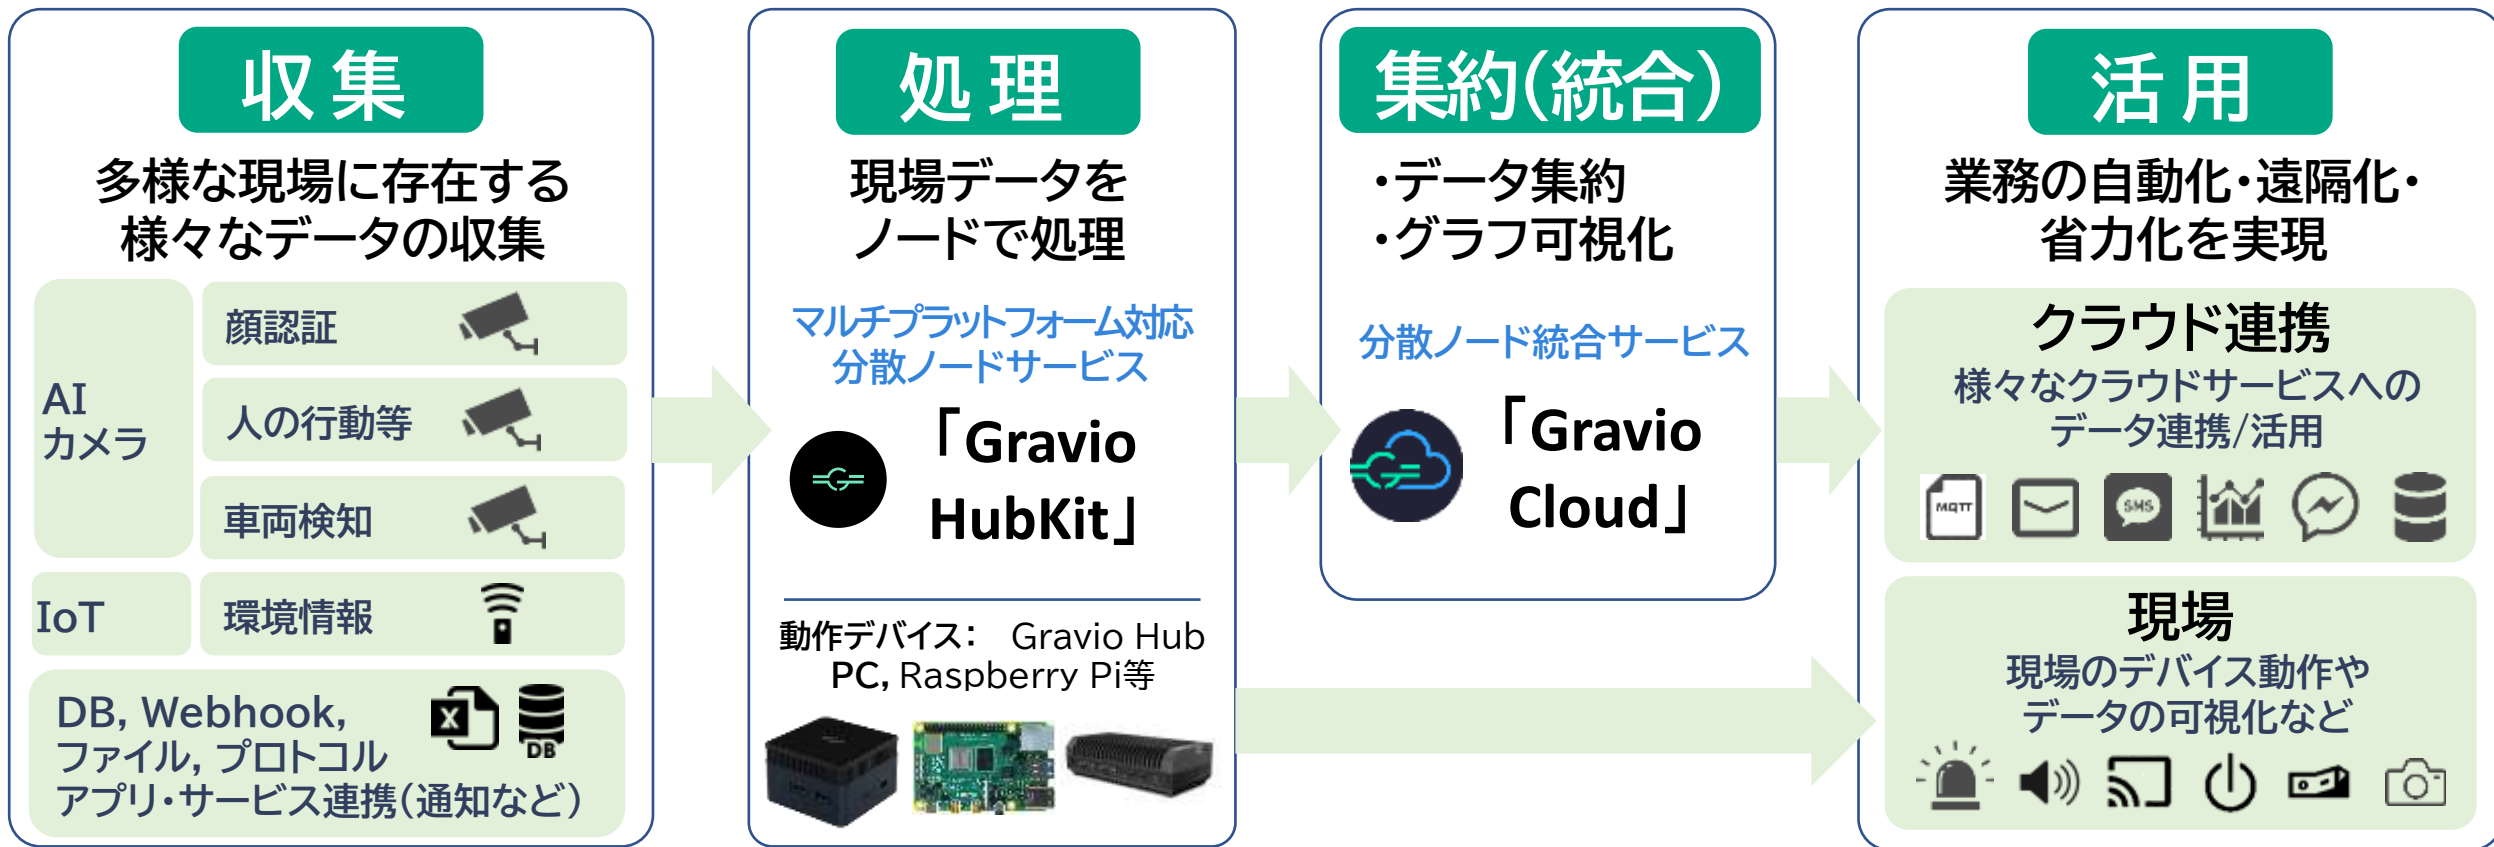 収集
多様な現場に存在する
様々なデータの収集
AI
カメラ
顔認証
人の行動等
車両検知
IoT
環境情報
DB, Webhook,
ファイル, プロトコル
アプリ・サービス連携(通知など)
X
DB
処理
現場データを
ノードで処理
マルチプラットフォーム対応
分散ノードサービス
「Gravio
HubKit」
動作デバイス: Gravio Hub
PC, Raspberry Pi等
集約(統合)
・データ集約
・グラフ可視化
分散ノード統合サービス
「Gravio
Cloud」
活用
業務の自動化・遠隔化・
省力化を実現
クラウド連携
様々なクラウドサービスへの
データ連携/活用
MQTT
SMS
現場
現場のデバイス動作や
データの可視化など